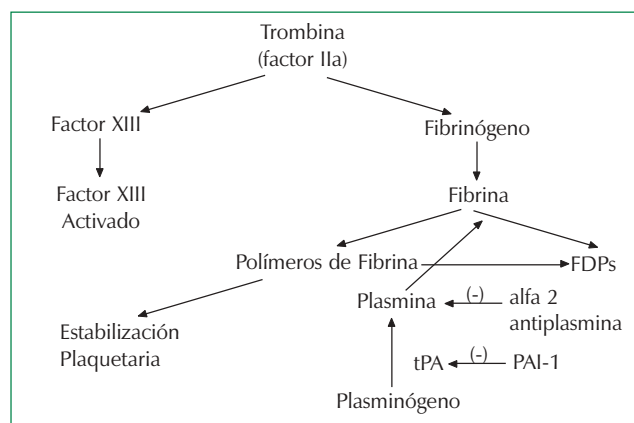 Trombina
(factor IIa)
Factor XIII
Fibrinógeno
Factor XIII
Activado
Fibrina
Polímeros de Fibrina
FDPs
Plasmina
(-)
alfa 2
antiplasmina
Estabilización
Plaquetaria
tPA
(-)
PAI-1
Plasminógeno